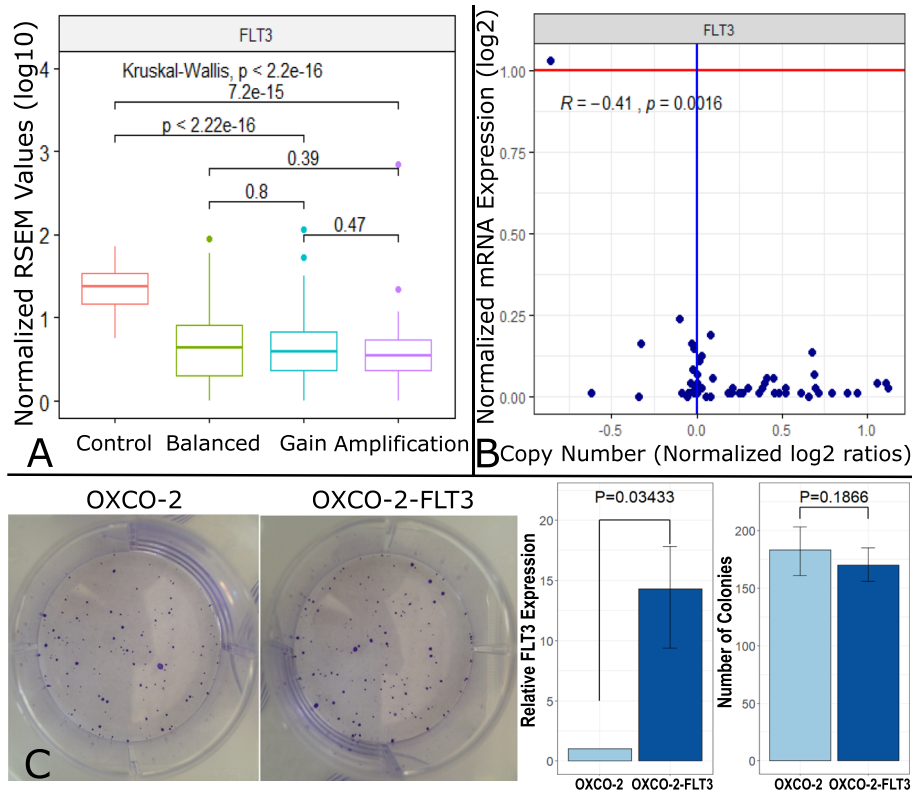 FLT3
Normalized RSEM Values (log10)
4
3
2
1
0
Kruskal-Wallis, p < 2.2e-16
7.2e-15
p < 2.22e-16
0.39
0.8
0.47
Control Balanced Gain Amplification
A
FLT3
Normalized mRNA Expression (log2)
1.00
0.75
0.50
0.25
0.00
R = −0.41 , p = 0.0016
-0.5 0.0 0.5 1.0
Copy Number (Normalized log2 ratios)
B
OXCO-2 OXCO-2-FLT3
C
P=0.03433
Relative FLT3 Expression
20
15
10
5
0
OXCO-2 OXCO-2-FLT3
P=0.1866
Number of Colonies
200
150
100
50
0
OXCO-2 OXCO-2-FLT3